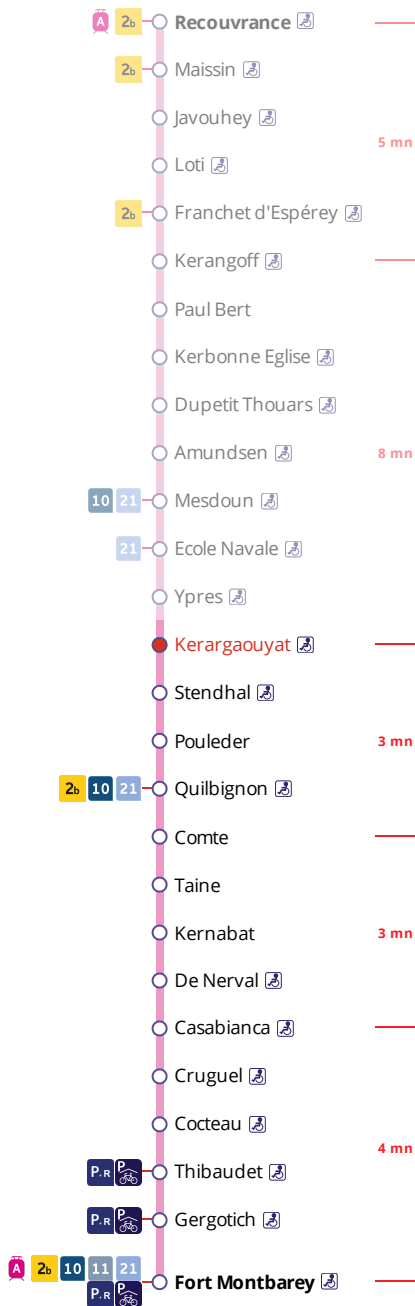 A 2b Recouvrance
2b Maissin
Javouhey
5 mn
Loti
2b Franchet d'Espérey
Kerangoff
Paul Bert
Kerbonne Eglise
Dupetit Thouars
Amundsen 8 mn
10 21 Mesdoun
21 Ecole Navale
Ypres
Kerargaouyat
Stendhal
Pouleder 3 mn
2b 10 21 Quilbignon
Comte
Taine
Kernabat 3 mn
De Nerval
Casabianca
Cruguel
Cocteau
4 mn
P+R P Thibaudet
P+R P Gergotich
A 2b 10 11 21
P+R P Fort Montbarey